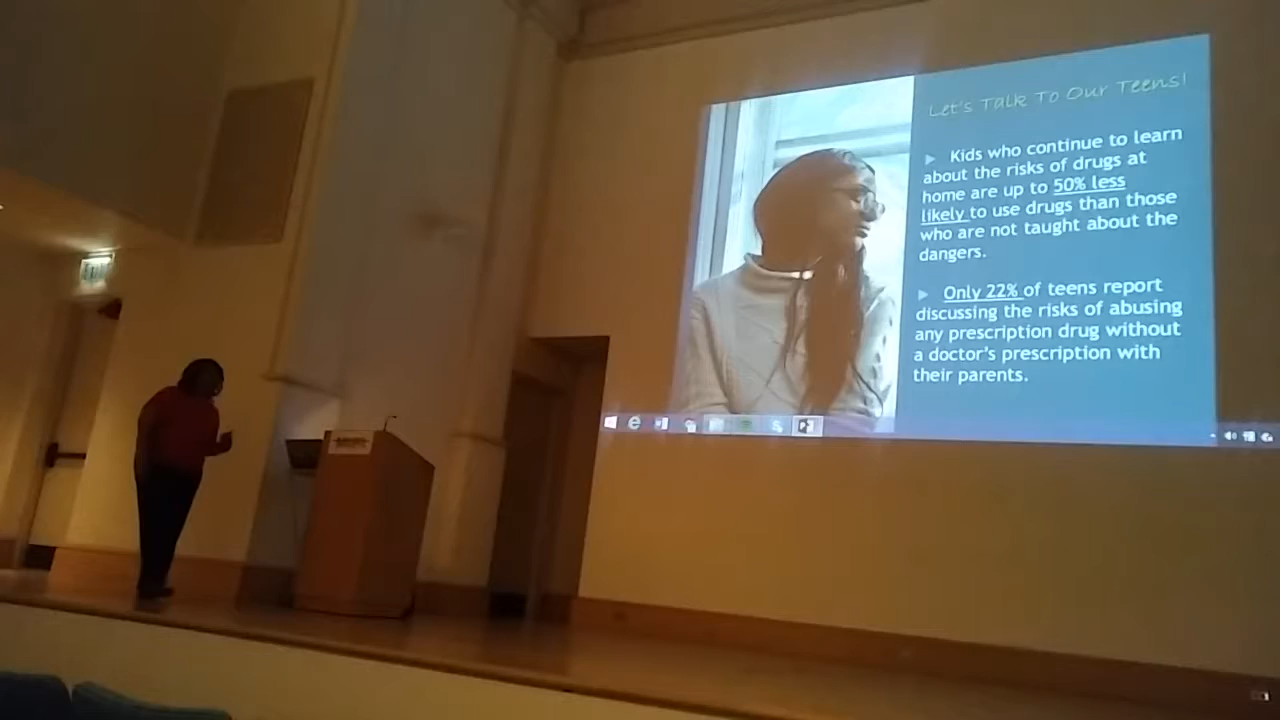 Let's Talk To Our Teens!
► Kids who continue to learn
about the risks of drugs at
home are up to 50% less
likely to use drugs than those
who are not taught about the
dangers.
► Only 22% of teens report
discussing the risks of abusing
any prescription drug without
a doctor's prescription with
their parents.
EXIT